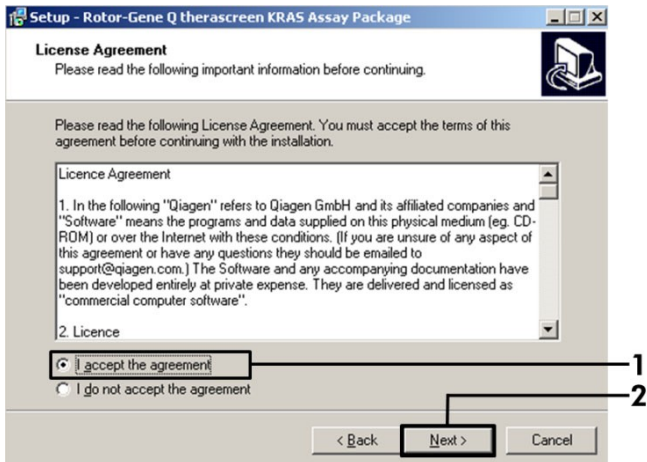 Setup - Rotor-Gene Q therascreen KRAS Assay Package
License Agreement
Please read the following important information before continuing.
Please read the following License Agreement. You must accept the terms of this
agreement before continuing with the installation.
Licence Agreement
1. In the following "Qiagen" refers to Qiagen GmbH and its affiliated companies and
"Software" means the programs and data supplied on this physical medium (eg. CD-
ROM) or over the Internet with these conditions. (If you are unsure of any aspect of
this agreement or have any questions they should be emailed to
support@qiagen.com.) The Software and any accompanying documentation have
been developed entirely at private expense. They are delivered and licensed as
"commercial computer software".
2. Licence
I accept the agreement
1
I do not accept the agreement
2
< Back
Next >
Cancel